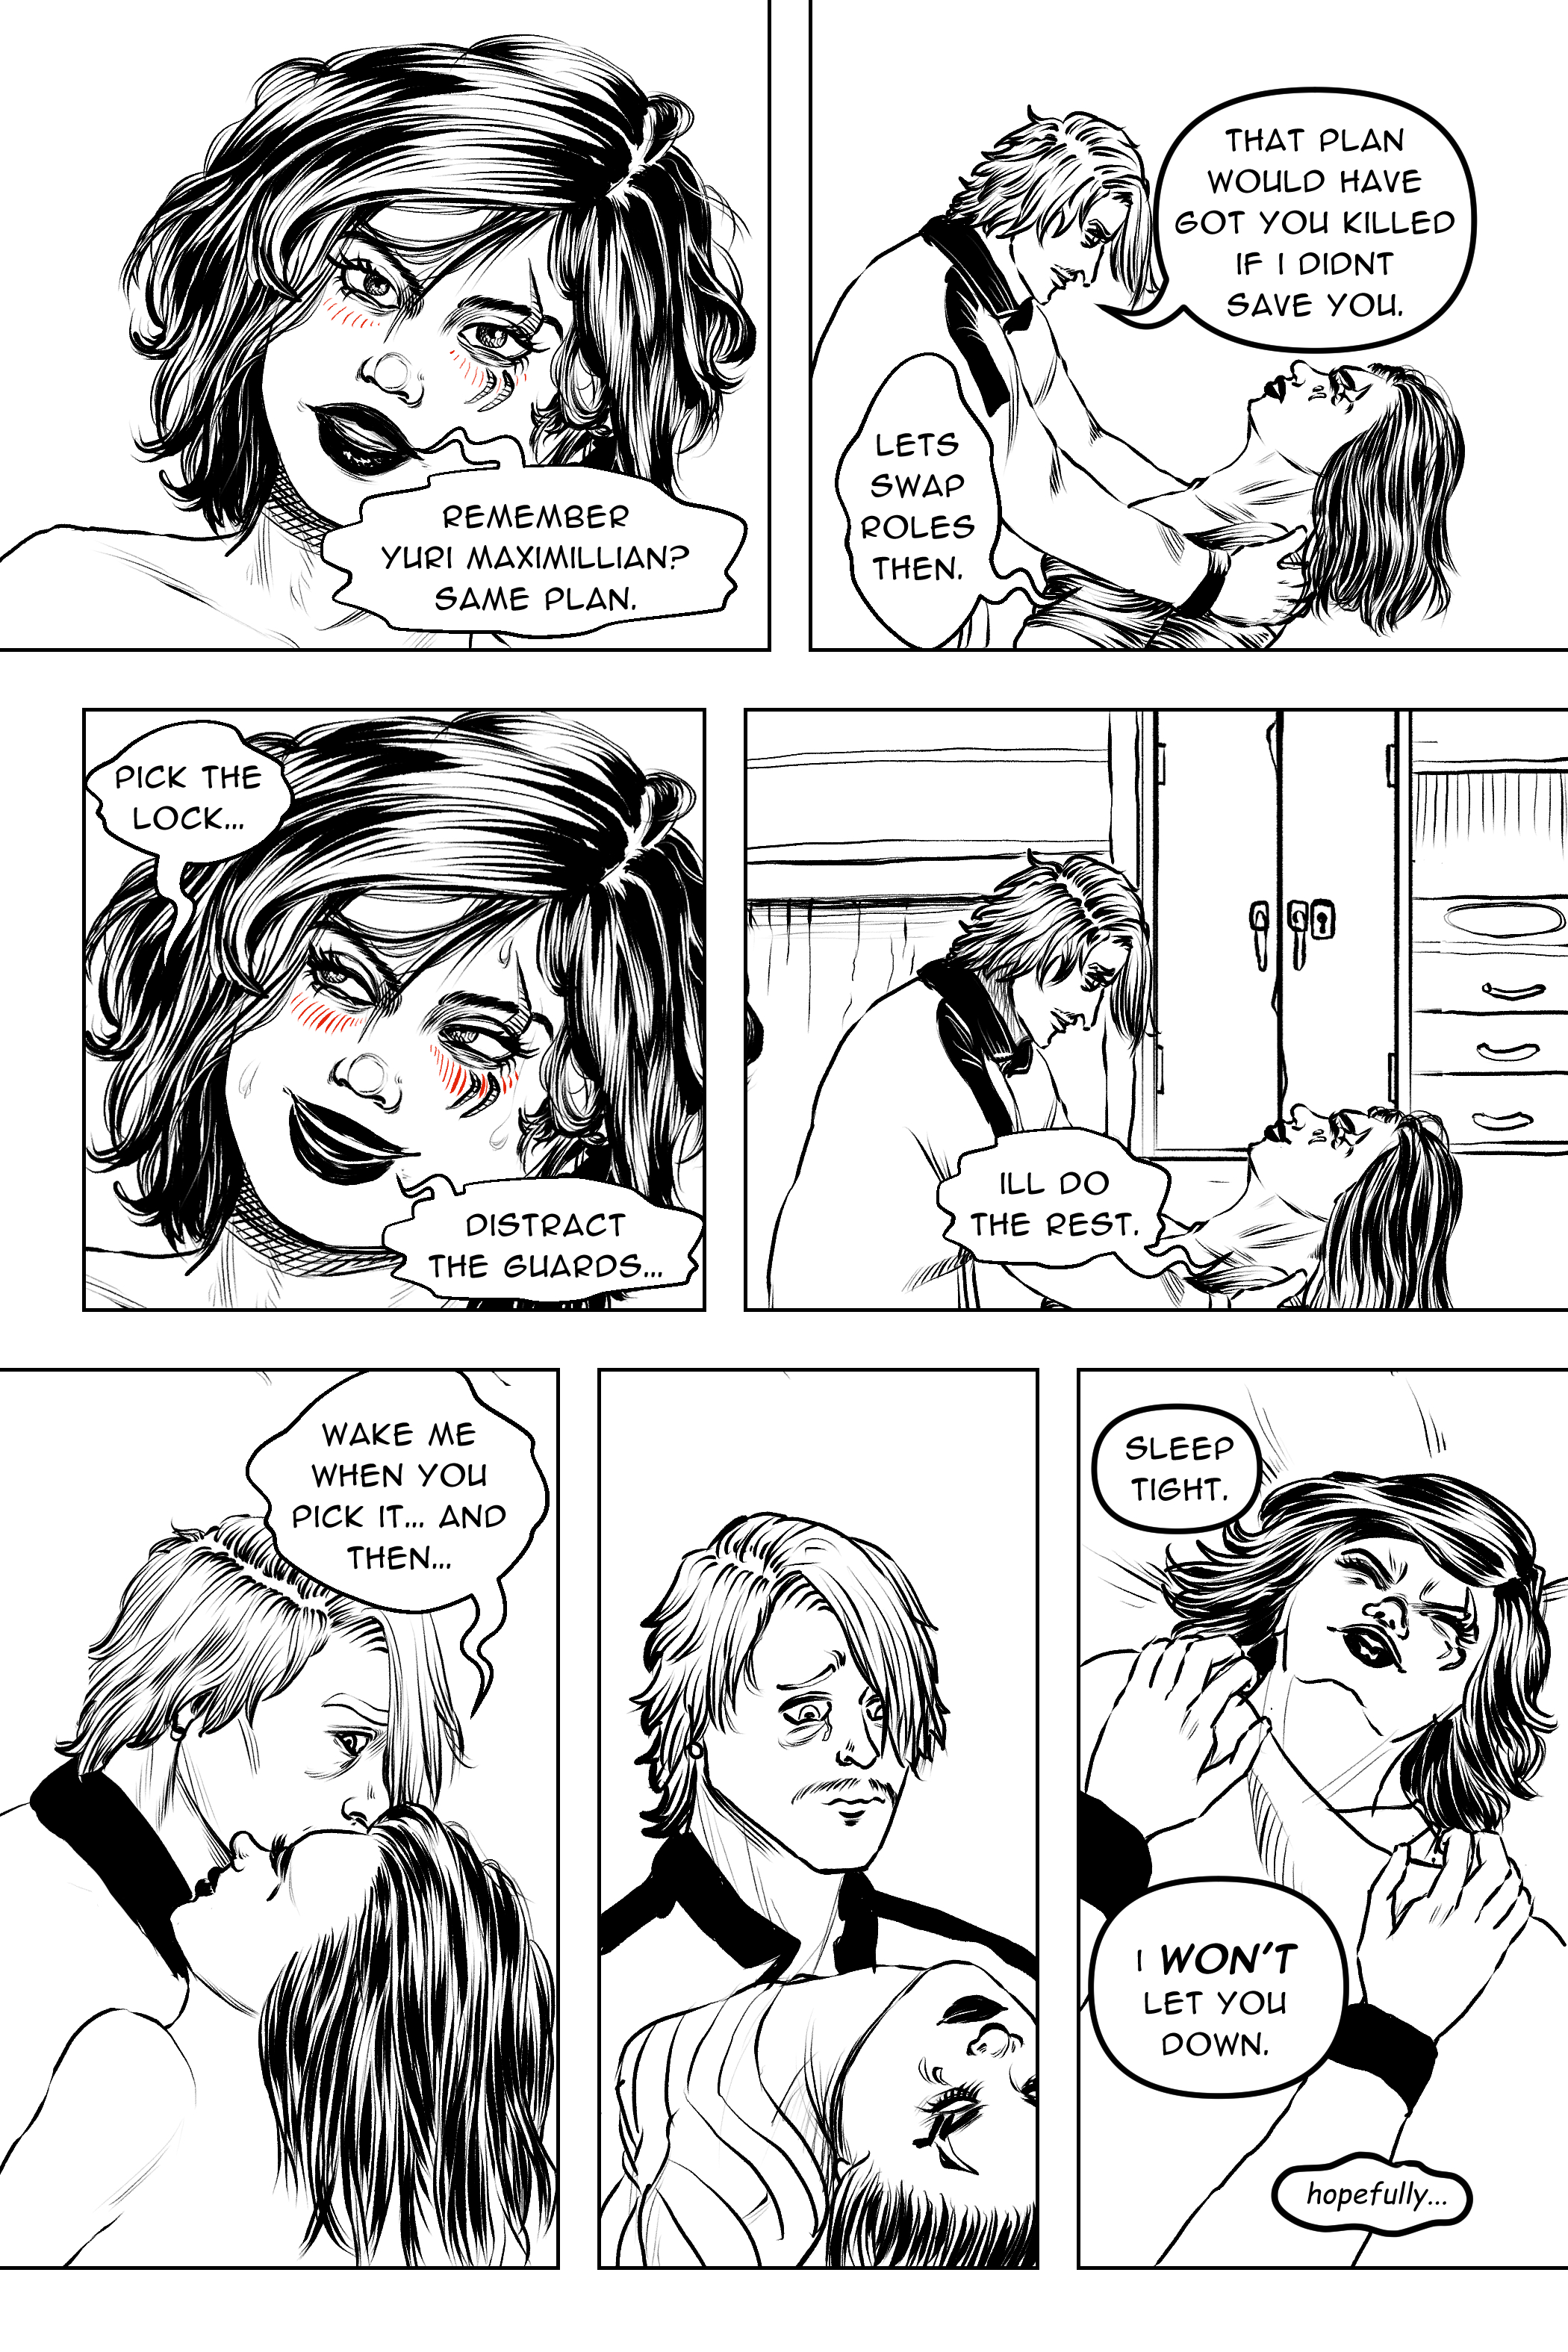 REMEMBER
YURI MAXIMILLIAN?
SAME PLAN.
THAT PLAN
WOULD HAVE
GOT YOU KILLED
IF I DIDNT
SAVE YOU.
LETS
SWAP
ROLES
THEN.
PICK THE
LOCK...
DISTRACT
THE GUARDS...
ILL DO
THE REST.
WAKE ME
WHEN YOU
PICK IT... AND
THEN...
SLEEP
TIGHT.
I WON'T
LET YOU
DOWN.
hopefully...